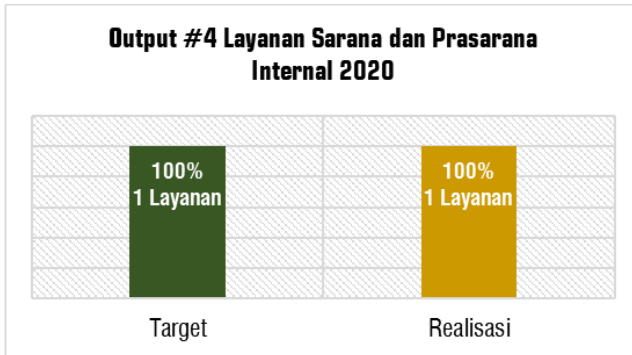 Output #4 Layanan Sarana dan Prasarana
Internal 2020
100%
1 Layanan
100%
1 Layanan
Target
Realisasi